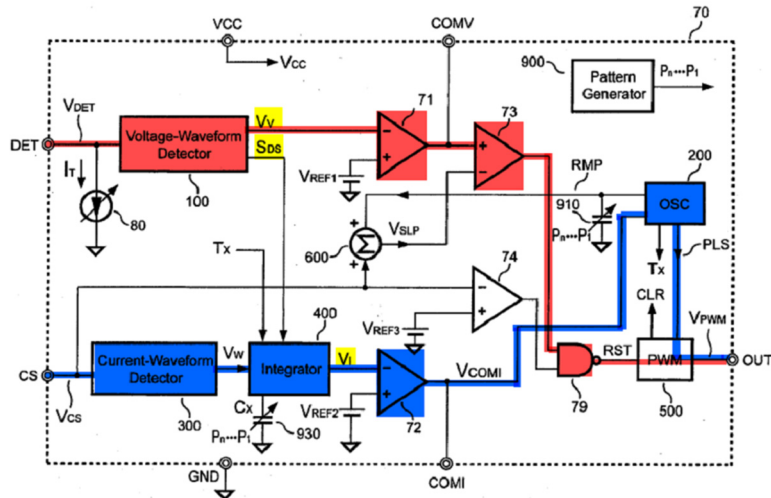 70
VCC
COMV
900
Pattern
Generator
Pn...P1
VCC
VDET
VV
71
73
DET
Voltage-Waveform
Detector
SDS
200
IT
100
VREF1
RMP
OSC
910
80
VSLP
Pn...P1
PLS
600
Σ
TX
TX
74
CLR
400
VREF3
VPWM
CS
Current-Waveform
Detector
VW
Integrator
VI
VCOMI
RST
PWM
OUT
VCS
300
CX
VREF2
72
79
500
Pn...P1
930
GND
COMI